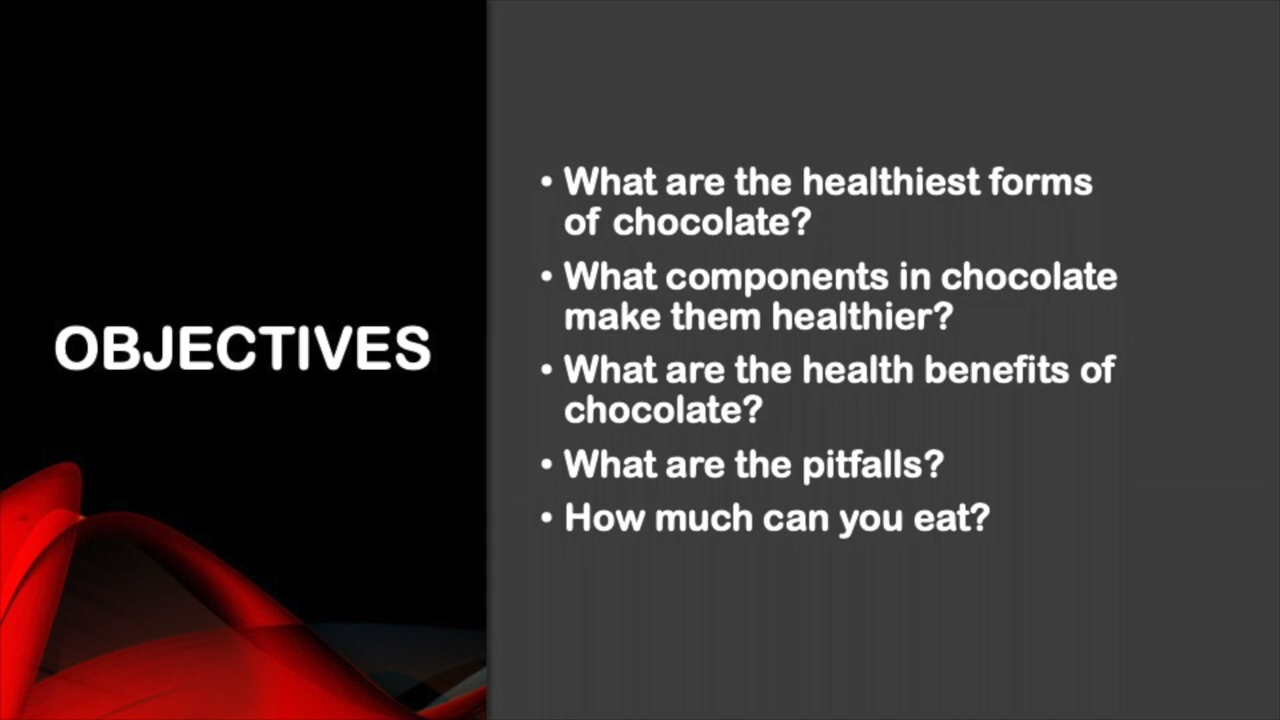 OBJECTIVES
• What are the healthiest forms
of chocolate?
• What components in chocolate
make them healthier?
• What are the health benefits of
chocolate?
• What are the pitfalls?
• How much can you eat?